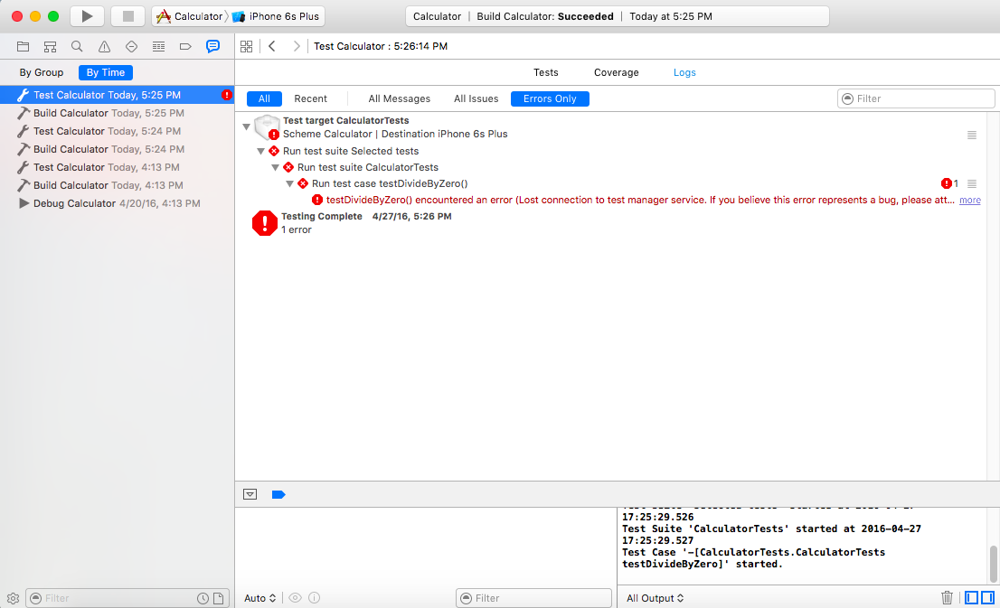 Calculator iPhone 6s Plus
Calculator | Build Calculator: Succeeded | Today at 5:25 PM
Test Calculator : 5:26:14 PM
By Group By Time
Tests Coverage Logs
Test Calculator Today, 5:25 PM
Build Calculator Today, 5:25 PM
Test Calculator Today, 5:24 PM
Build Calculator Today, 5:24 PM
Test Calculator Today, 4:13 PM
Build Calculator Today, 4:13 PM
Debug Calculator 4/20/16, 4:13 PM
All Recent All Messages All Issues Errors Only Filter
Test target CalculatorTests
Scheme Calculator | Destination iPhone 6s Plus
Run test suite Selected tests
Run test suite CalculatorTests
Run test case testDivideByZero() 1
testDivideByZero() encountered an error (Lost connection to test manager service. If you believe this error represents a bug, please att... more
Testing Complete 4/27/16, 5:26 PM
1 error
17:25:29.526
Test Suite 'CalculatorTests' started at 2016-04-27
17:25:29.527
Test Case '-[CalculatorTests.CalculatorTests
testDivideByZero]' started.
Filter
Auto Filter
All Output